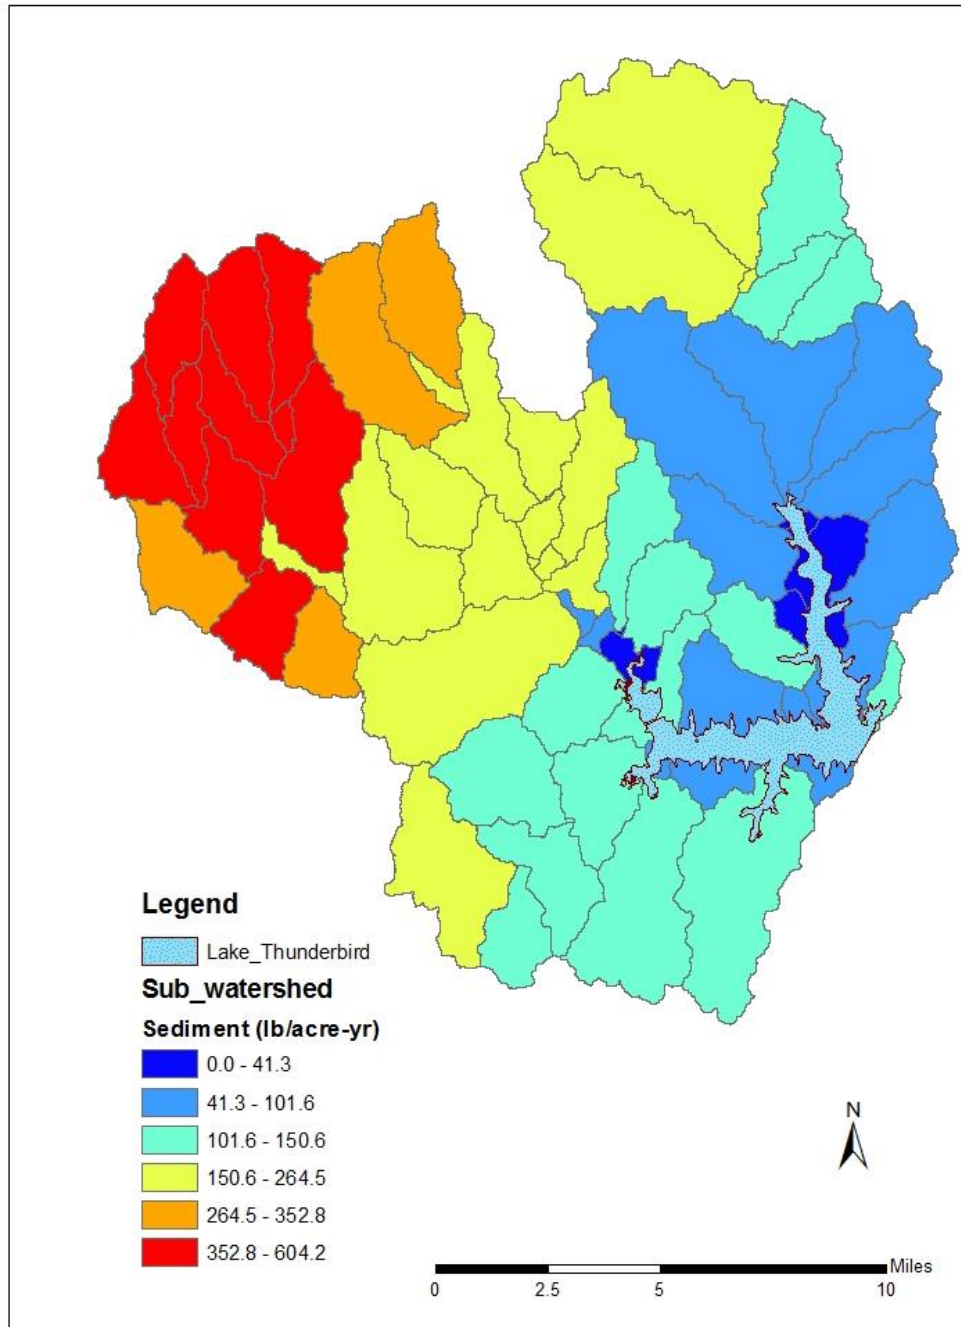 Legend
Lake_Thunderbird
Sub_watershed
Sediment (lb/acre-yr)
0.0 - 41.3
41.3 - 101.6
101.6 - 150.6
150.6 - 264.5
264.5 - 352.8
352.8 - 604.2
N
Miles
0 2.5 5 10